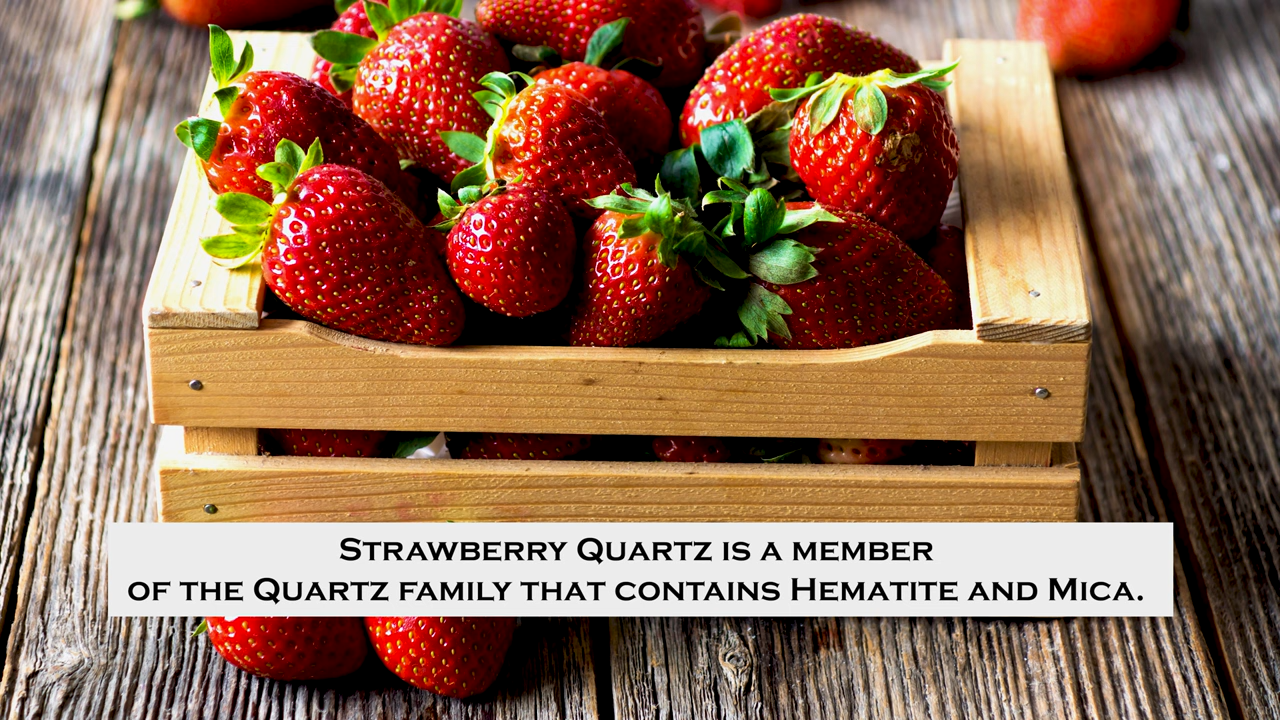 Strawberry Quartz is a member
of the Quartz family that contains Hematite and Mica.